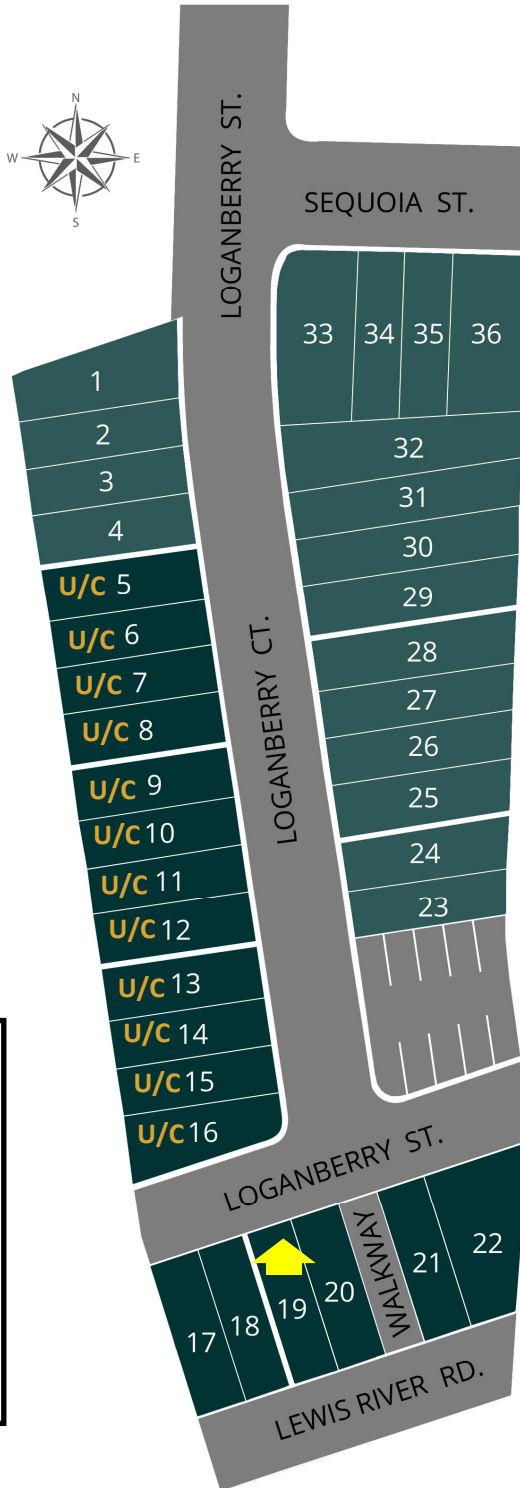 N
W E
S
LOGANBERRY ST.
SEQUOIA ST.
33 34 35 36
1
2
3
4
32
31
30
29
U/C 5
U/C 6
U/C 7
U/C 8
LOGANBERRY CT.
28
27
26
25
U/C 9
U/C 10
U/C 11
U/C 12
24
23
U/C 13
U/C 14
U/C 15
U/C 16
LOGANBERRY ST.
17
18
19
20
WALKWAY
21
22
LEWIS RIVER RD.